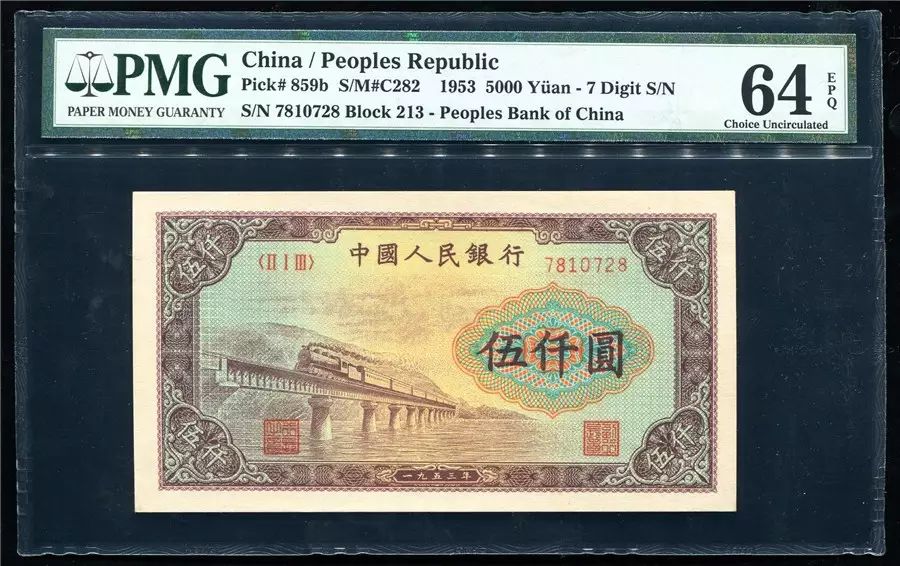 PMG
PAPER MONEY GUARANTY
China / Peoples Republic
Pick# 859b S/M#C282 1953 5000 Yüan - 7 Digit S/N
S/N 7810728 Block 213 - Peoples Bank of China
64
EPQ
Choice Uncirculated
伍仟
伍仟
中國人民銀行
〈II I III〉
7810728
伍仟圓
伍仟
伍仟
一九五三年